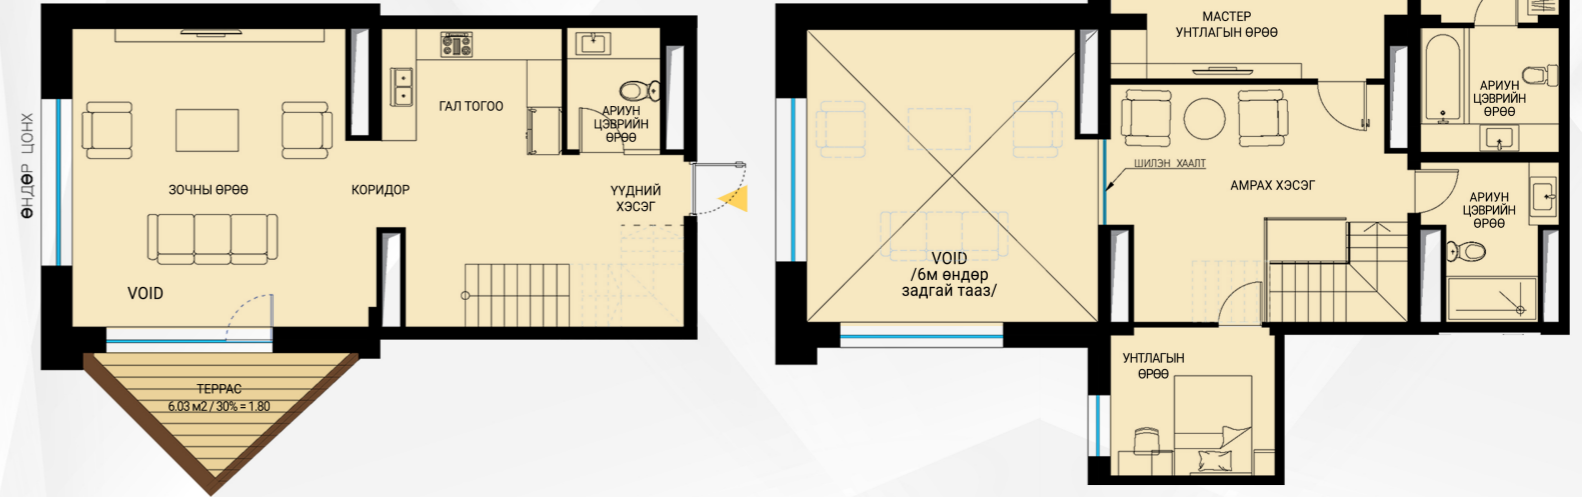 ӨНДӨР ЦОНХ
ЗОЧНЫ ӨРӨӨ
VOID
КОРИДОР
ГАЛ ТОГОО
АРИУН
ЦЭВРИЙН
ӨРӨӨ
ҮҮДНИЙ
ХЭСЭГ
ТЕРРАС
6.03 м2 / 30% = 1.80
VOID
/6м өндөр
задгай тааз/
МАСТЕР
УНТЛАГЫН ӨРӨӨ
ШИЛЭН ХААЛТ
АМРАХ ХЭСЭГ
АРИУН
ЦЭВРИЙН
ӨРӨӨ
АРИУН
ЦЭВРИЙН
ӨРӨӨ
УНТЛАГЫН
ӨРӨӨ